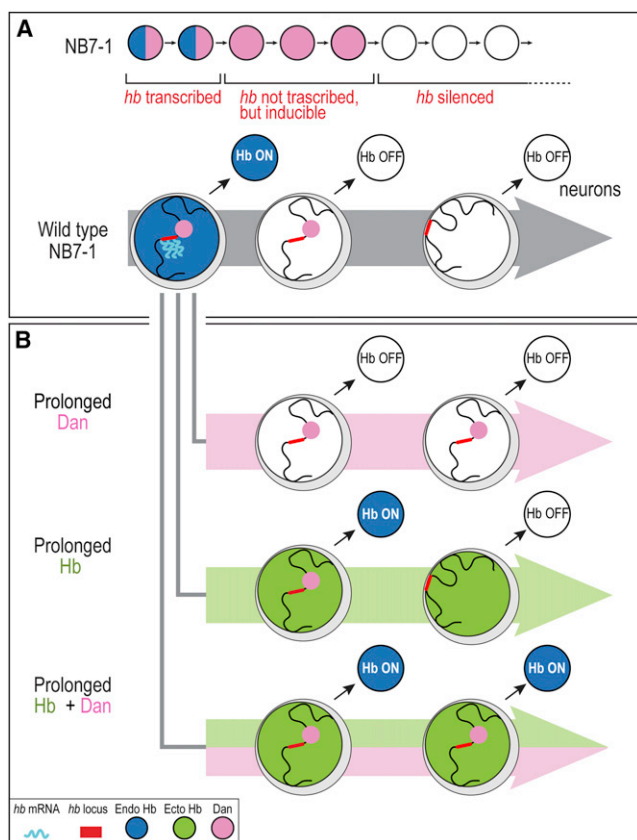 A
NB7-1
hb transcribed
hb not trascribed,
but inducible
hb silenced
Hb ON
Hb OFF
Hb OFF
neurons
Wild type
NB7-1
B
Hb OFF
Hb OFF
Prolonged
Dan
Hb ON
Hb OFF
Prolonged
Hb
Hb ON
Hb ON
Prolonged
Hb + Dan
hb mRNA hb locus Endo Hb Ecto Hb Dan